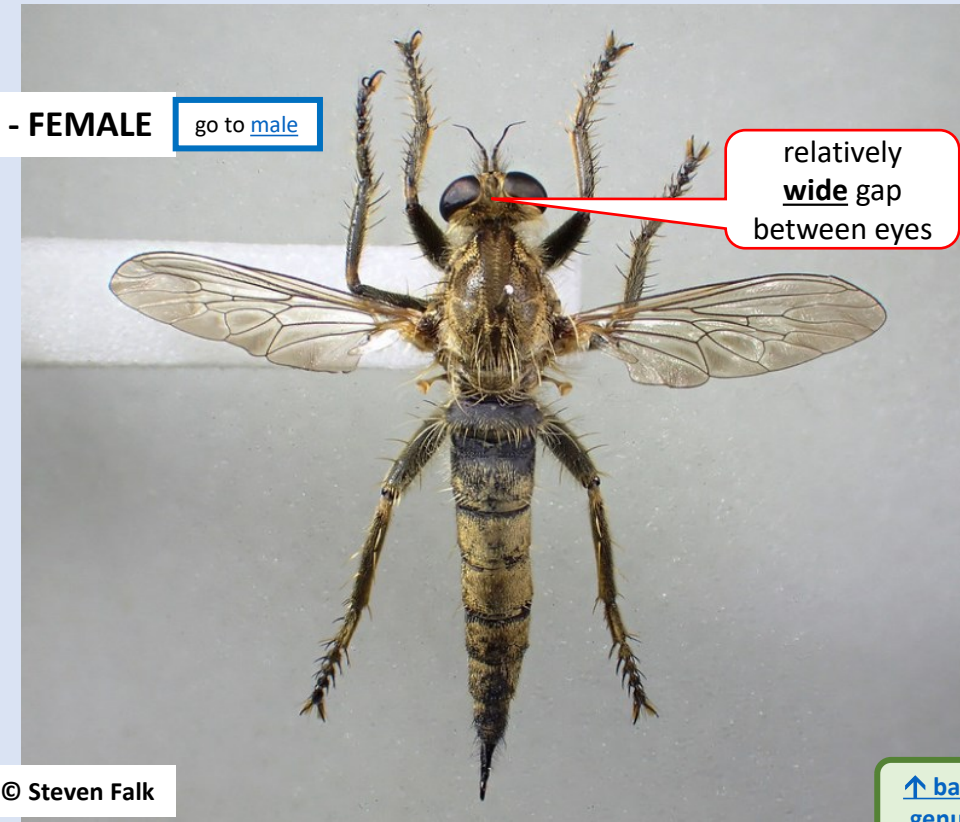 - FEMALE
go to male
relatively
wide gap
between eyes
© Steven Falk